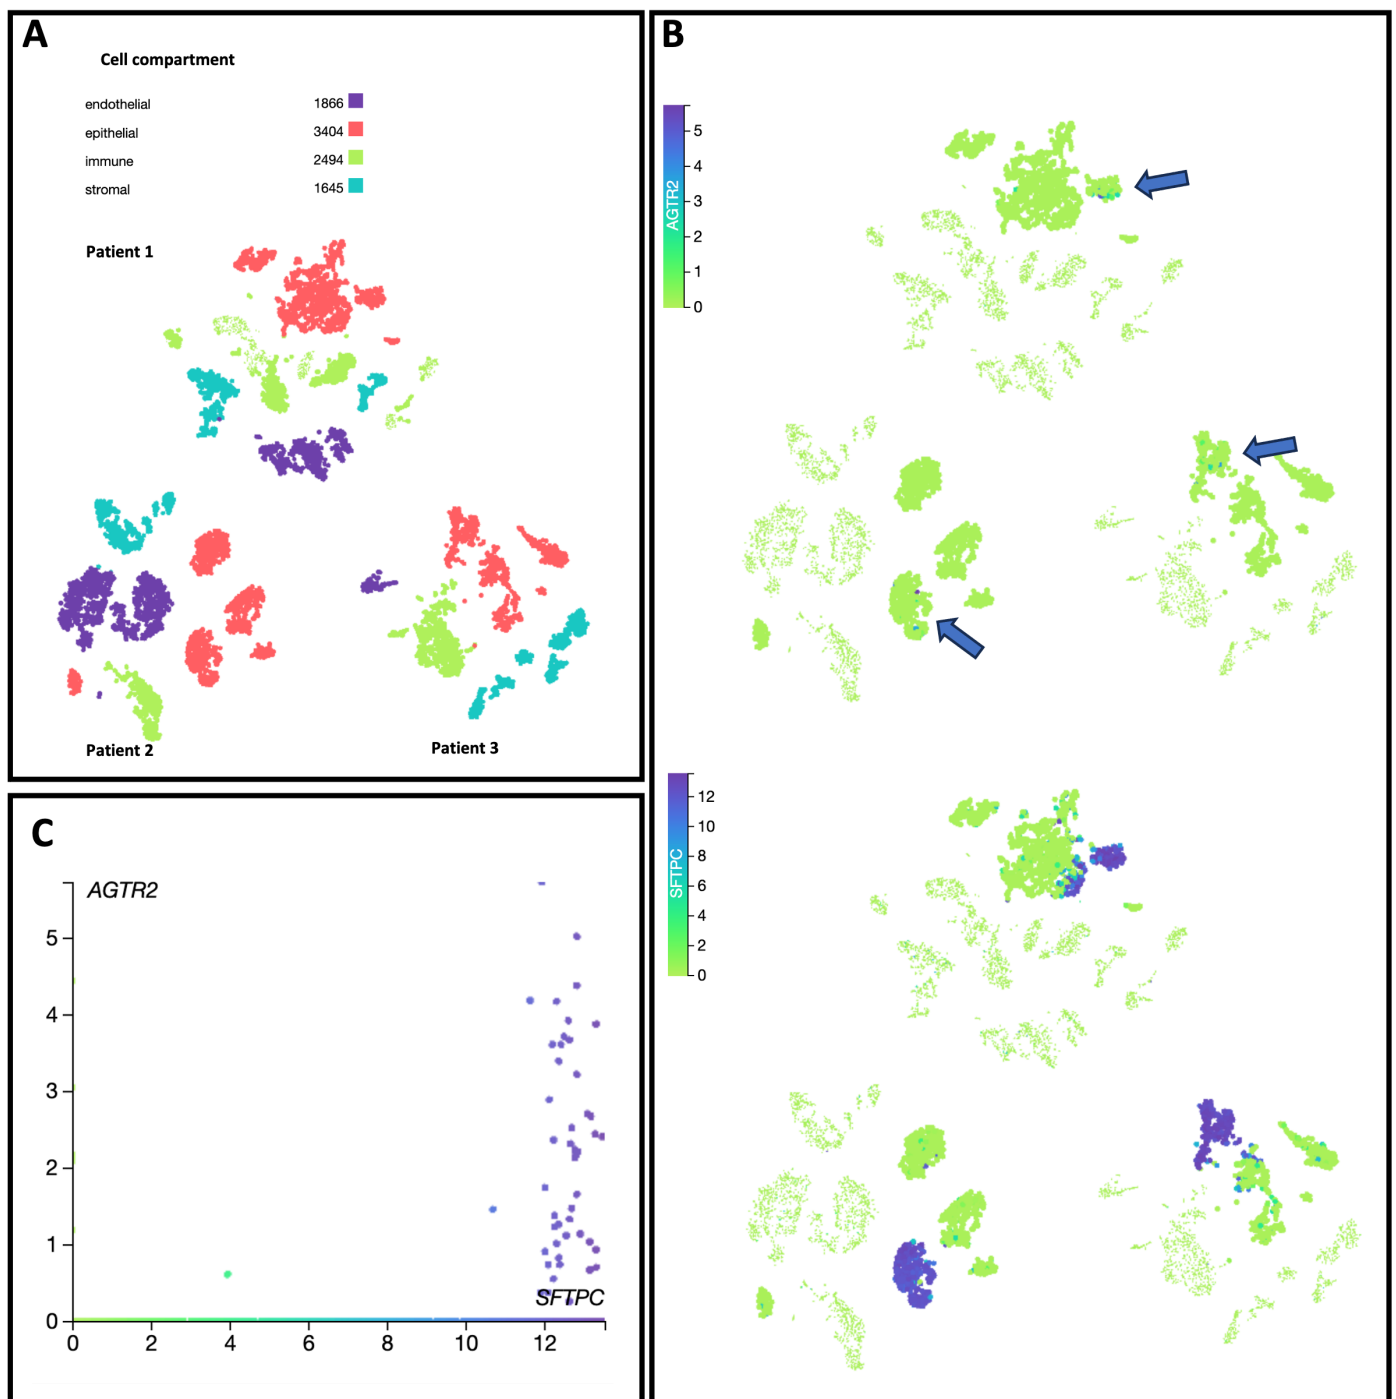 A
Cell compartment
endothelial 1866
epithelial 3404
immune 2494
stromal 1645
Patient 1
Patient 2
Patient 3
B
AGTR2
5
4
3
2
1
0
SFTPC
12
10
8
6
4
2
0
C
AGTR2
5
4
3
2
1
0
SFTPC
0 2 4 6 8 10 12